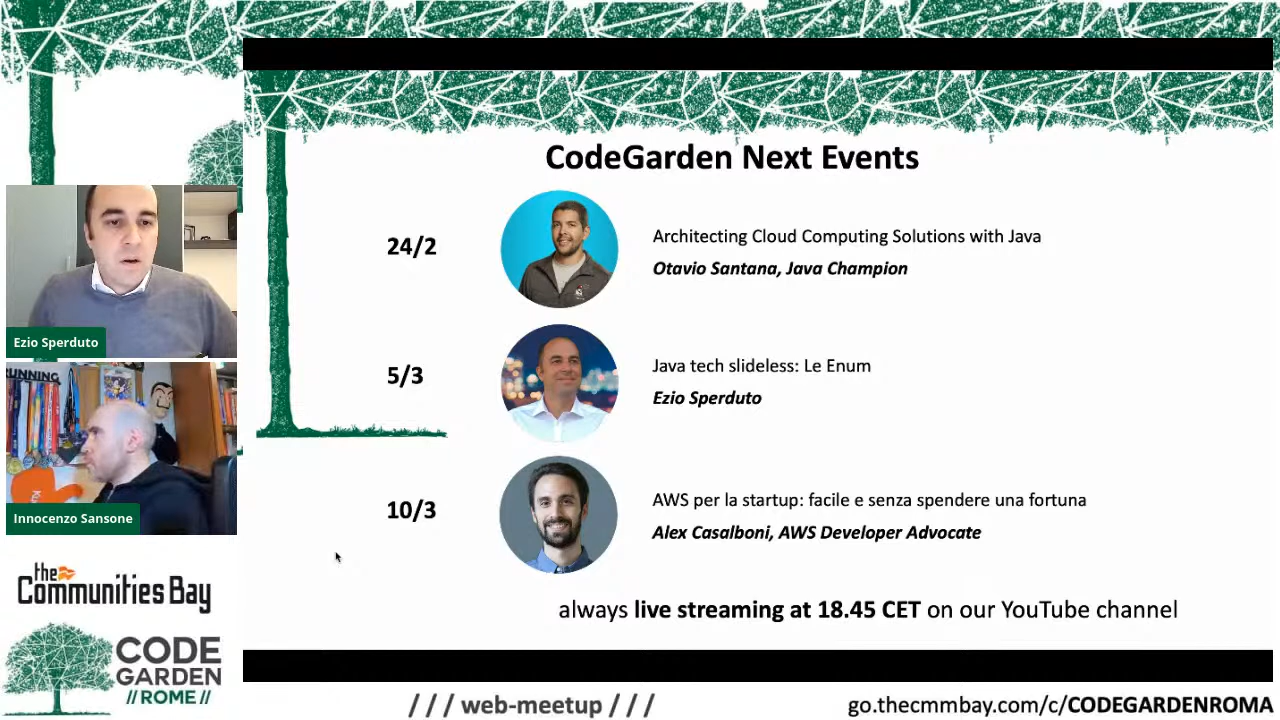 CodeGarden Next Events
24/2
Architecting Cloud Computing Solutions with Java
Otavio Santana, Java Champion
5/3
Java tech slideless: Le Enum
Ezio Sperduto
10/3
AWS per la startup: facile e senza spendere una fortuna
Alex Casalboni, AWS Developer Advocate
always live streaming at 18.45 CET on our YouTube channel
Ezio Sperduto
RUNNING
Innocenzo Sansone
the
Communities Bay
CODE
GARDEN
// ROME //
/ / / web-meetup / / /
go.thecmmbay.com/c/CODEGARDENROMA